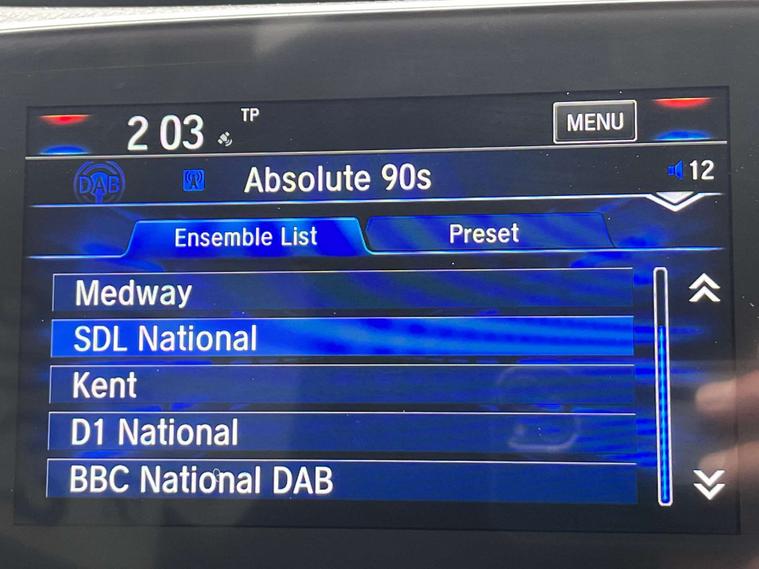 2 03 TP MENU
DAB Absolute 90s 12
Ensemble List Preset
Medway
SDL National
Kent
D1 National
BBC National DAB